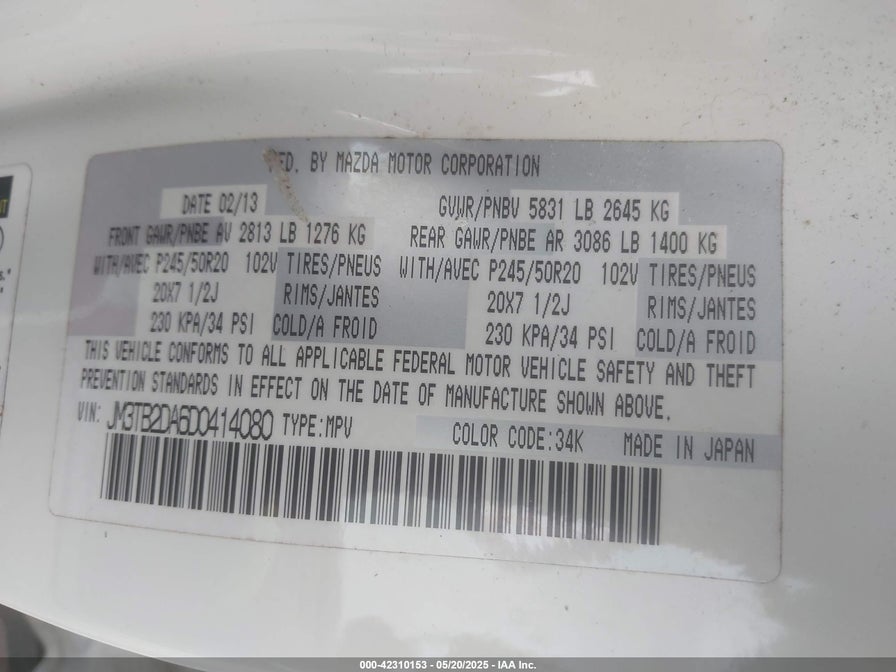 MFD. BY MAZDA MOTOR CORPORATION
DATE 02/13 GVWR/PNBV 5831 LB 2645 KG
FRONT GAWR/PNBE AV 2813 LB 1276 KG REAR GAWR/PNBE AR 3086 LB 1400 KG
WITH/AVEC P245/50R20 102V TIRES/PNEUS WITH/AVEC P245/50R20 102V TIRES/PNEUS
20X7 1/2J RIMS/JANTES 20X7 1/2J RIMS/JANTES
230 KPA/34 PSI COLD/A FROID 230 KPA/34 PSI COLD/A FROID
THIS VEHICLE CONFORMS TO ALL APPLICABLE FEDERAL MOTOR VEHICLE SAFETY AND THEFT
PREVENTION STANDARDS IN EFFECT ON THE DATE OF MANUFACTURE SHOWN ABOVE.
VIN: JM3TB2DA6D0414080 TYPE:MPV COLOR CODE:34K MADE IN JAPAN
000-42310153 - 05/20/2025 - IAA Inc.